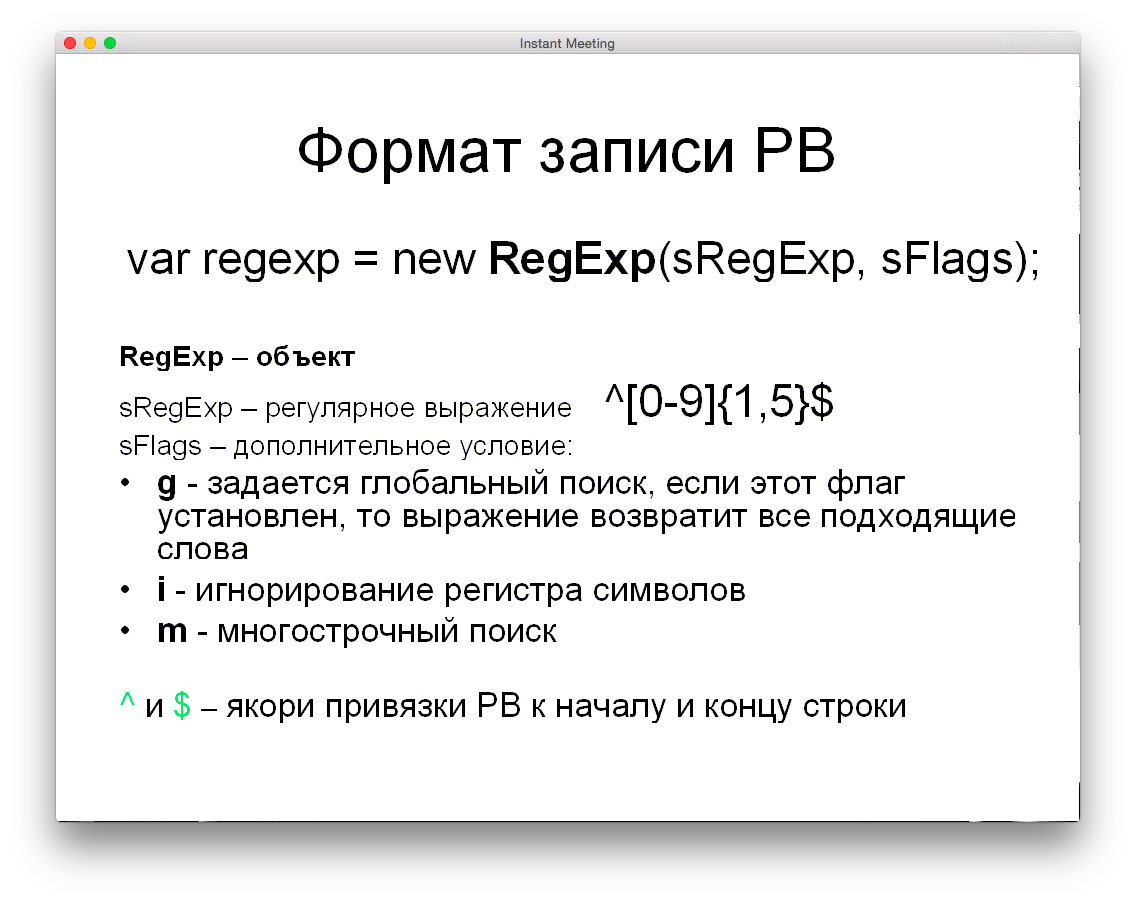 Instant Meeting
Формат записи РВ
var regexp = new RegExp(sRegExp, sFlags);
RegExp – объект
sRegExp – регулярное выражение ^[0-9]{1,5}$
sFlags – дополнительное условие:
• g - задается глобальный поиск, если этот флаг
установлен, то выражение возвратит все подходящие
слова
• i - игнорирование регистра символов
• m - многострочный поиск
^ и $ – якори привязки РВ к началу и концу строки